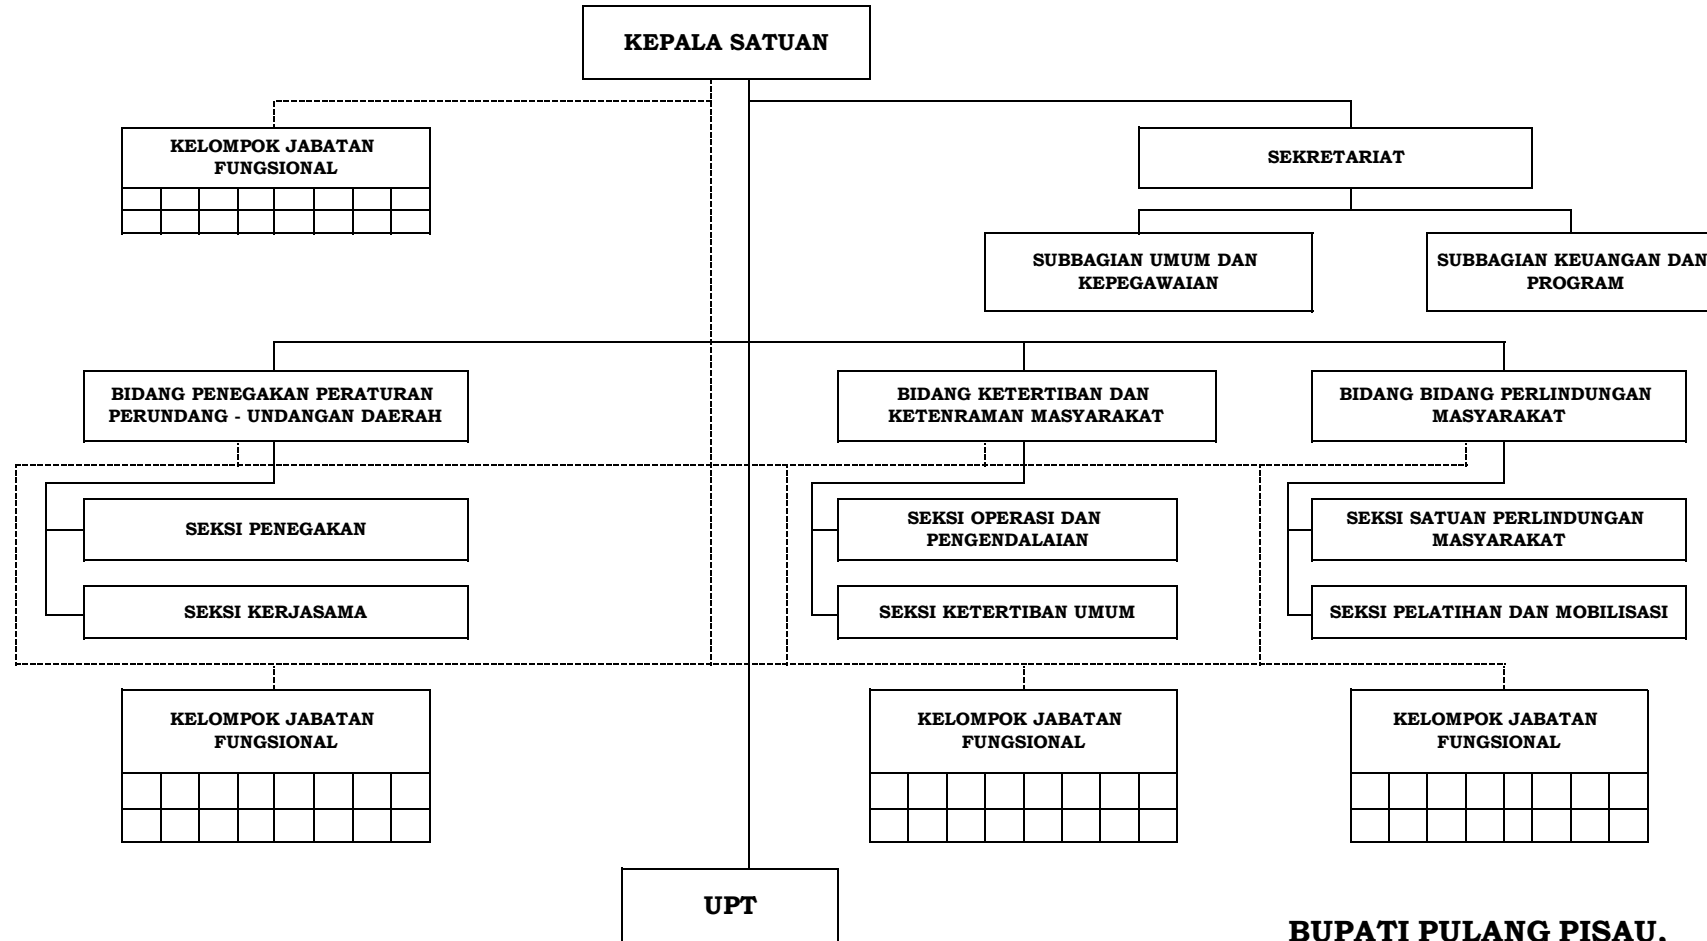 KEPALA SATUAN
KELOMPOK JABATAN
FUNGSIONAL
SEKRETARIAT
SUBBAGIAN UMUM DAN
KEPEGAWAIAN
SUBBAGIAN KEUANGAN DAN
PROGRAM
BIDANG PENEGAKAN PERATURAN
PERUNDANG - UNDANGAN DAERAH
BIDANG KETERTIBAN DAN
KETENRAMAN MASYARAKAT
BIDANG BIDANG PERLINDUNGAN
MASYARAKAT
SEKSI PENEGAKAN
SEKSI OPERASI DAN
PENGENDALAIAN
SEKSI SATUAN PERLINDUNGAN
MASYARAKAT
SEKSI KERJASAMA
SEKSI KETERTIBAN UMUM
SEKSI PELATIHAN DAN MOBILISASI
KELOMPOK JABATAN
FUNGSIONAL
KELOMPOK JABATAN
FUNGSIONAL
KELOMPOK JABATAN
FUNGSIONAL
UPT
BUPATI PULANG PISAU,